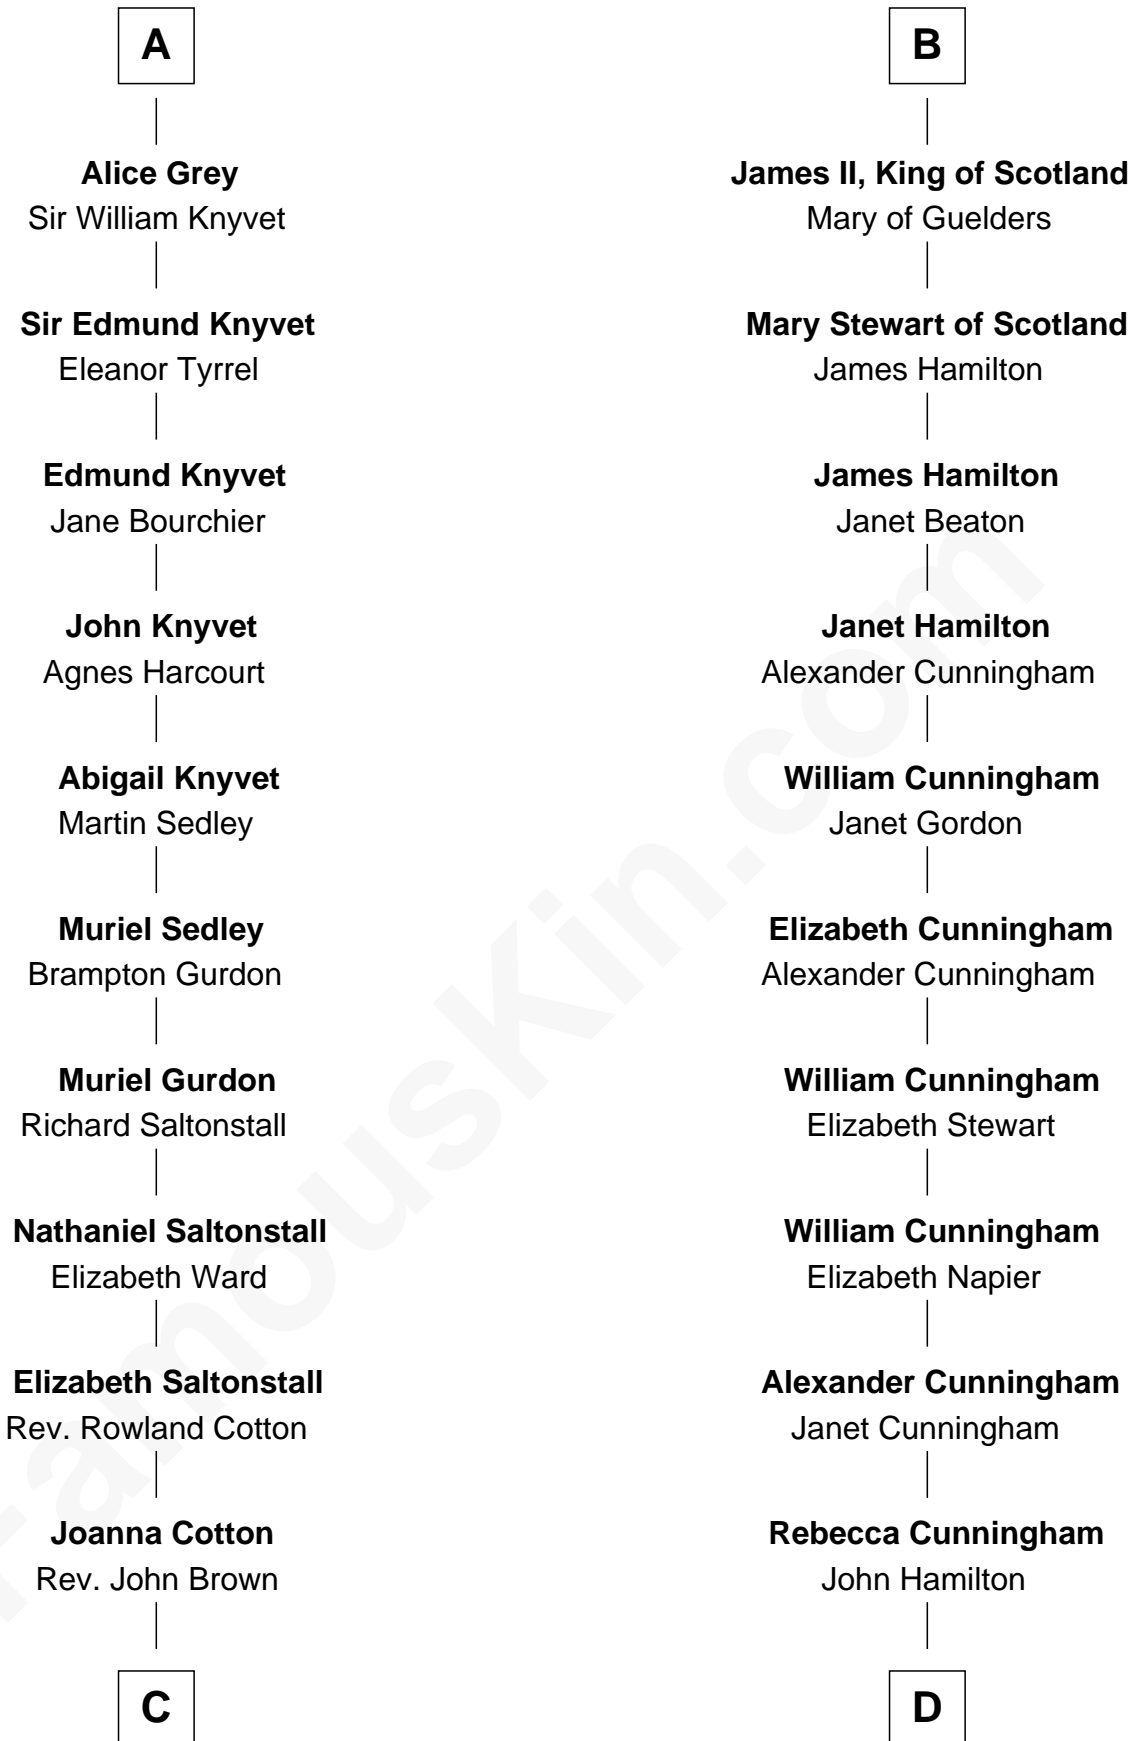 A
Alice Grey
Sir William Knyvet
Sir Edmund Knyvet
Eleanor Tyrrel
Edmund Knyvet
Jane Bourchier
John Knyvet
Agnes Harcourt
Abigail Knyvet
Martin Sedley
Muriel Sedley
Brampton Gurdon
Muriel Gurdon
Richard Saltonstall
Nathaniel Saltonstall
Elizabeth Ward
Elizabeth Saltonstall
Rev. Rowland Cotton
Joanna Cotton
Rev. John Brown
C
B
James II, King of Scotland
Mary of Guelders
Mary Stewart of Scotland
James Hamilton
James Hamilton
Janet Beaton
Janet Hamilton
Alexander Cunningham
William Cunningham
Janet Gordon
Elizabeth Cunningham
Alexander Cunningham
William Cunningham
Elizabeth Stewart
William Cunningham
Elizabeth Napier
Alexander Cunningham
Janet Cunningham
Rebecca Cunningham
John Hamilton
D
FamousKin.com